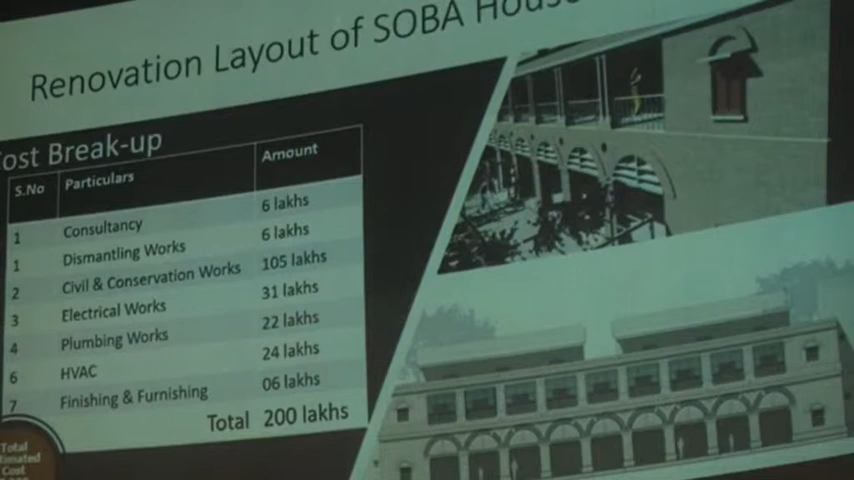 Renovation Layout of SOBA House
ost Break-up
S.No Particulars Amount
1 Consultancy 6 lakhs
1 Dismantling Works 6 lakhs
2 Civil & Conservation Works 105 lakhs
3 Electrical Works 31 lakhs
4 Plumbing Works 22 lakhs
6 HVAC 24 lakhs
7 Finishing & Furnishing 06 lakhs
Total 200 lakhs
Total
timated
Cost